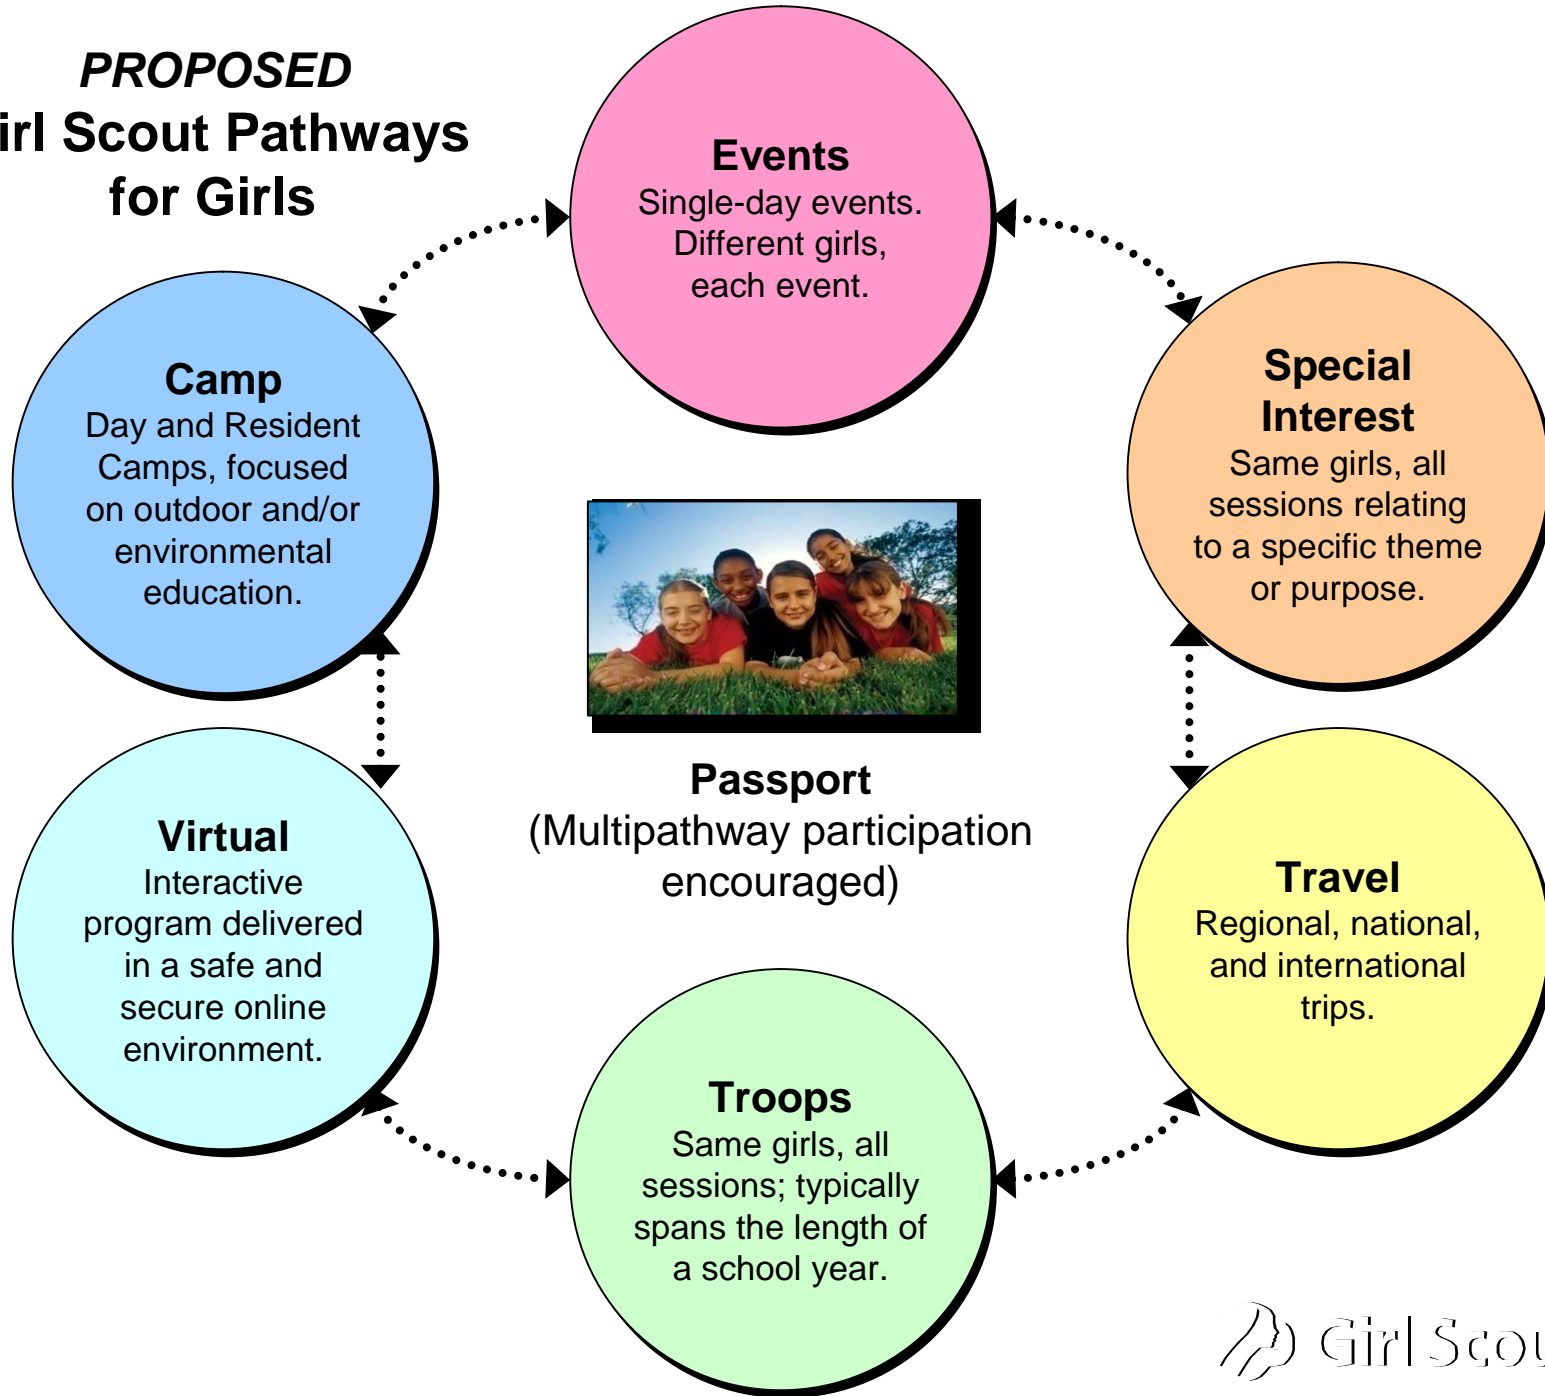 PROPOSED
irl Scout Pathways
for Girls
Events
Single-day events.
Different girls,
each event.
Camp
Day and Resident
Camps, focused
on outdoor and/or
environmental
education.
Special
Interest
Same girls, all
sessions relating
to a specific theme
or purpose.
Passport
(Multipathway participation
encouraged)
Virtual
Interactive
program delivered
in a safe and
secure online
environment.
Travel
Regional, national,
and international
trips.
Troops
Same girls, all
sessions; typically
spans the length of
a school year.
Girl Scou